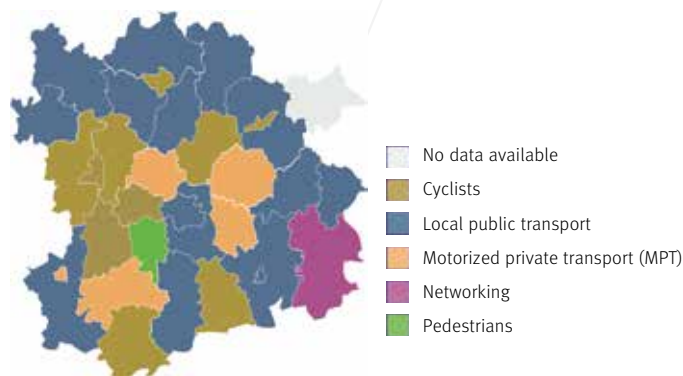 No data available
Cyclists
Local public transport
Motorized private transport (MPT)
Networking
Pedestrians